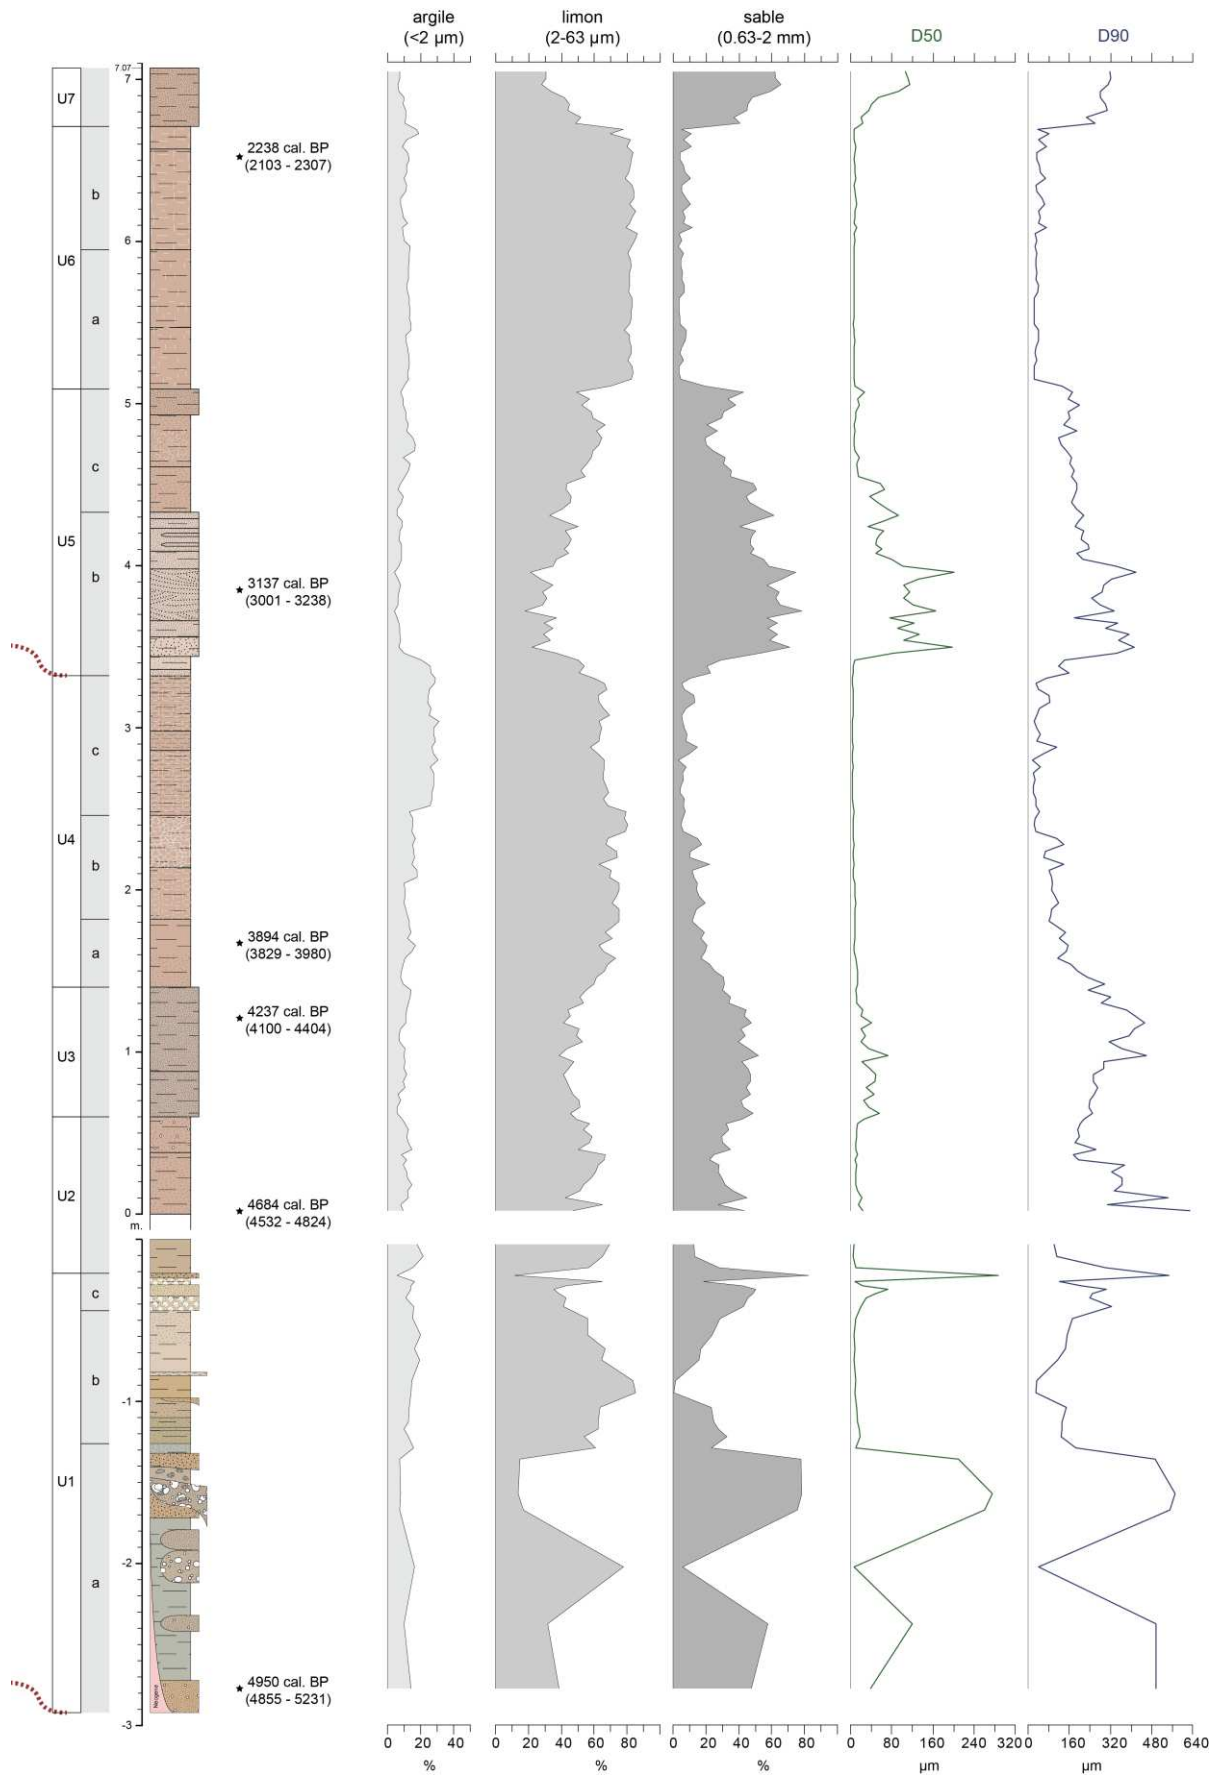 argile limon sable
(<2 µm) (2-63 µm) (0.63-2 mm) D50 D90
7.07
7
U7
2238 cal. BP
(2103 - 2307)
b
6
U6
a
5
c
U5
b
4
3137 cal. BP
(3001 - 3238)
3
c
U4
b
2
3894 cal. BP
(3829 - 3980)
a
4237 cal. BP
(4100 - 4404)
U3
1
U2
4684 cal. BP
(4532 - 4824)
0
m.
c
b
-1
U1
-2
a
Neogene
4950 cal. BP
(4855 - 5231)
-3
0 20 40 0 20 40 60 80 0 20 40 60 80 0 80 160 240 320 0 160 320 480 640
% % % µm µm